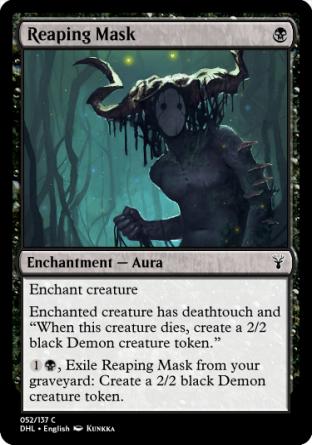 Reaping Mask
Enchantment — Aura
Enchant creature
Enchanted creature has deathtouch and
“When this creature dies, create a 2/2
black Demon creature token.”
1, Exile Reaping Mask from your
graveyard: Create a 2/2 black Demon
creature token.
052/137 C
DHL • English Kunkka